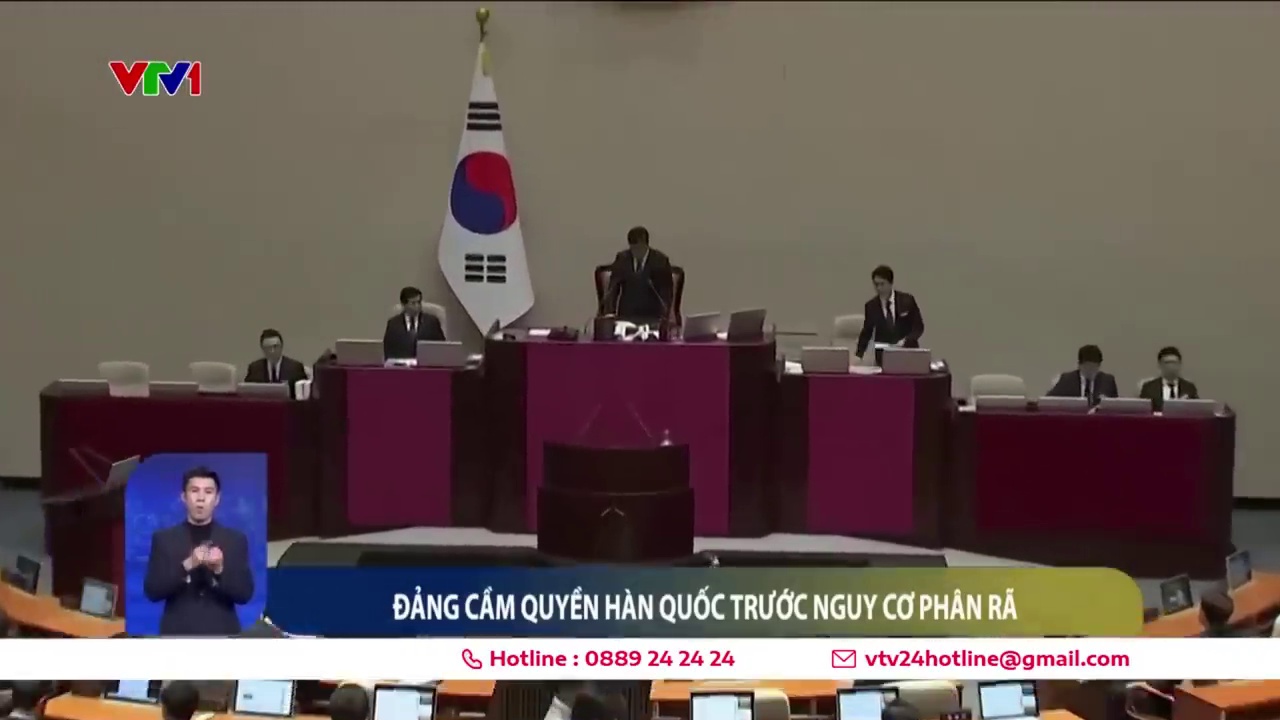 VTV1
ĐẢNG CẦM QUYỀN HÀN QUỐC TRƯỚC NGUY CƠ PHÂN RÃ
Hotline : 0889 24 24 24
vtv24hotline@gmail.com